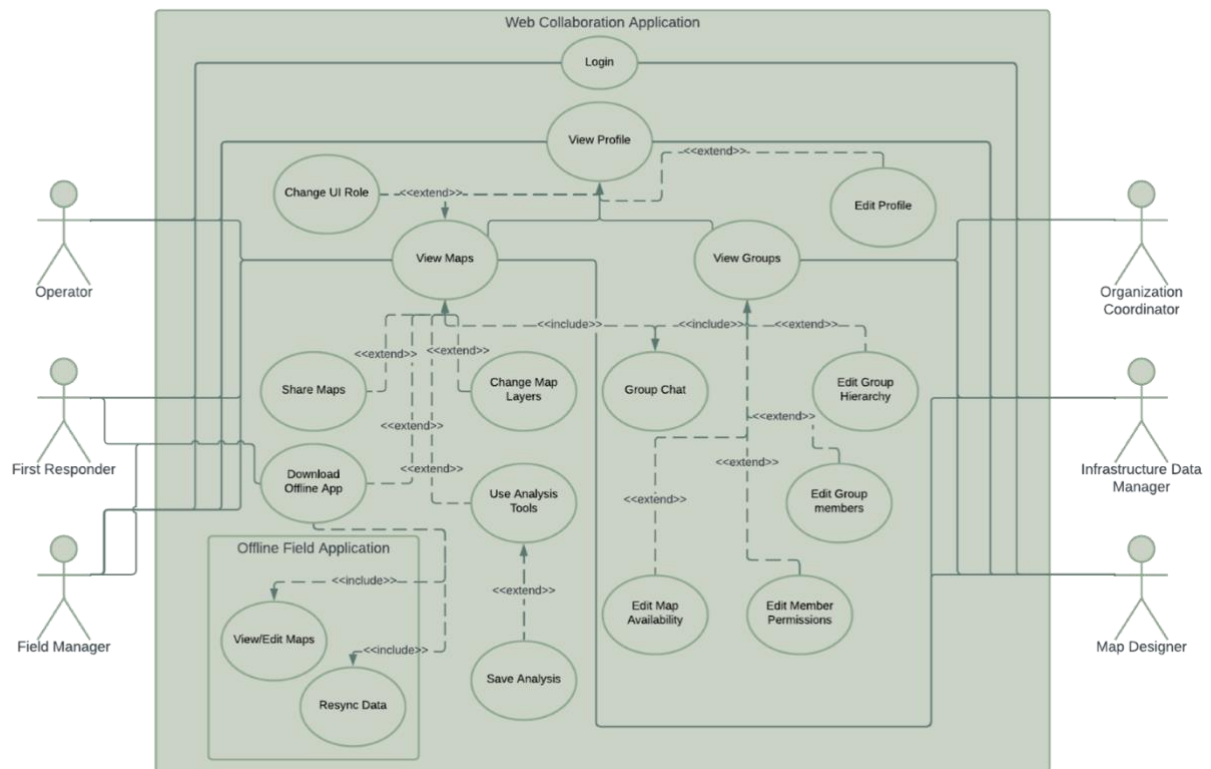 Web Collaboration Application
Login
View Profile
<<extend>>
Change UI Role
<<extend>>
Edit Profile
View Maps
View Groups
Operator
Organization
Coordinator
<<include>>
<<include>>
<<extend>>
<<extend>>
<<extend>>
Share Maps
Change Map
Layers
Group Chat
Edit Group
Hierarchy
<<extend>>
<<extend>>
First Responder
Infrastructure Data
Manager
Download
Offline App
<<extend>>
<<extend>>
Use Analysis
Tools
<<extend>>
Edit Group
members
Offline Field Application
<<include>>
<<extend>>
Edit Map
Availability
Edit Member
Permissions
View/Edit Maps
Field Manager
Map Designer
<<include>>
Save Analysis
Resync Data